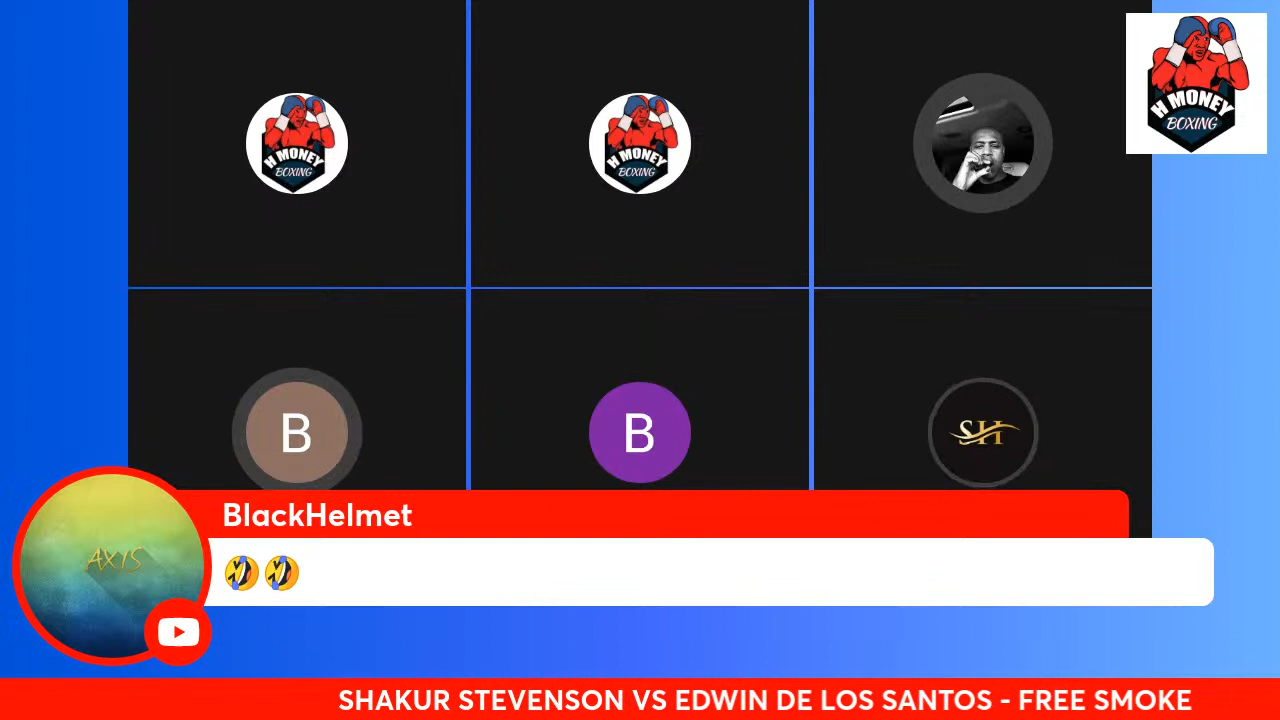 H MONEY
BOXING
H MONEY
BOXING
H MONEY
BOXING
B
B
SH
AXIS
BlackHelmet
🤣🤣
SHAKUR STEVENSON VS EDWIN DE LOS SANTOS - FREE SMOKE